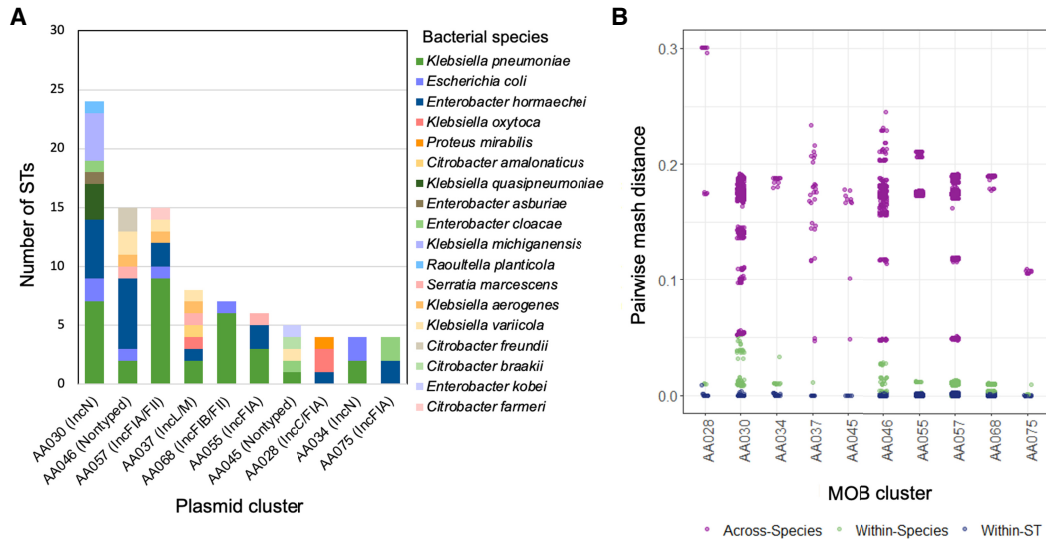 A
30
25
20
15
10
5
0
Number of STs
AA030 (IncN)
AA046 (Nontyped)
AA057 (IncFIA/FII)
AA037 (IncL/M)
AA068 (IncFIB/FII)
AA055 (IncFIA)
AA045 (Nontyped)
AA028 (IncC/FIA)
AA034 (IncN)
AA075 (IncFIA)
Plasmid cluster
Bacterial species
Klebsiella pneumoniae
Escherichia coli
Enterobacter hormaechei
Klebsiella oxytoca
Proteus mirabilis
Citrobacter amalonaticus
Klebsiella quasipneumoniae
Enterobacter asburiae
Enterobacter cloacae
Klebsiella michiganensis
Raoultella planticola
Serratia marcescens
Klebsiella aerogenes
Klebsiella variicola
Citrobacter freundii
Citrobacter braakii
Enterobacter kobei
Citrobacter farmeri
B
0.3
0.2
0.1
0.0
Pairwise mash distance
AA028
AA030
AA034
AA037
AA045
AA046
AA055
AA057
AA068
AA075
MOB cluster
Across-Species Within-Species Within-ST